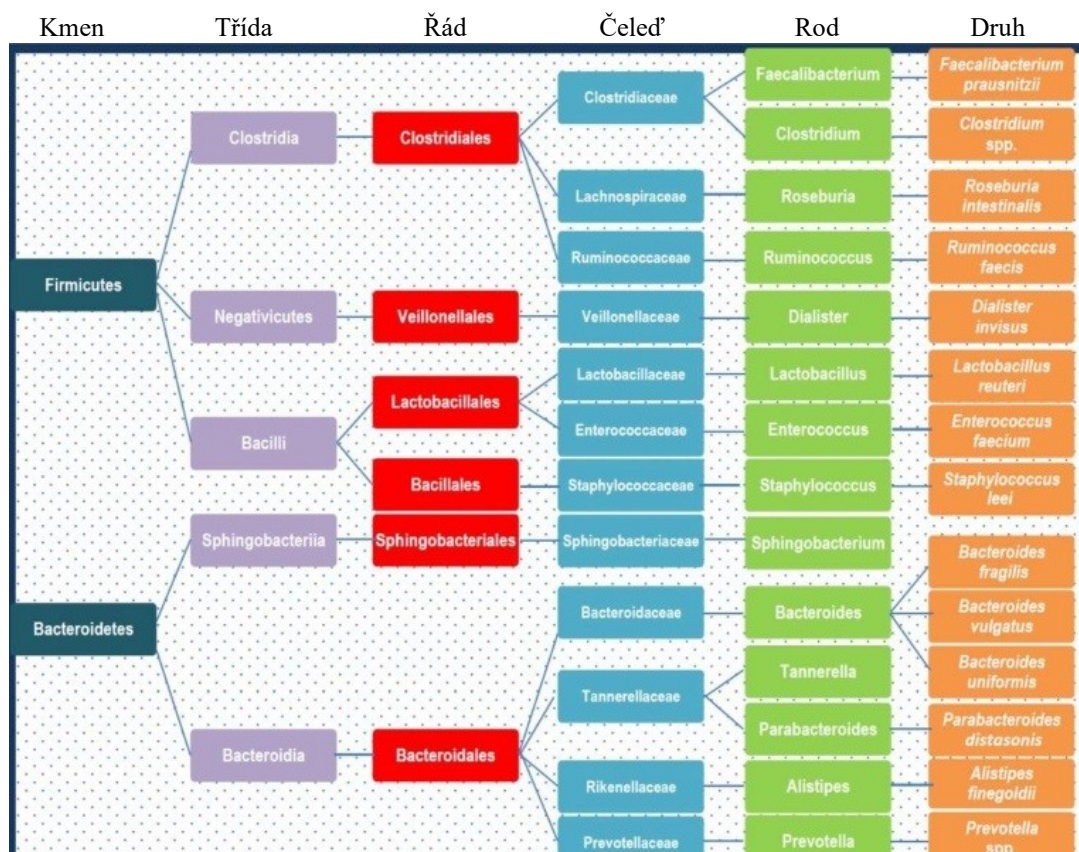 Kmen Třída Řád Čeleď Rod Druh
Firmicutes
Bacteroidetes
Clostridia
Negativicutes
Bacilli
Sphingobacteriia
Bacteroidia
Clostridiales
Veillonellales
Lactobacillales
Bacillales
Sphingobacteriales
Bacteroidales
Clostridiaceae
Lachnospiraceae
Ruminococcaceae
Veillonellaceae
Lactobacillaceae
Enterococcaceae
Staphylococcaceae
Sphingobacteriaceae
Bacteroidaceae
Tannerellaceae
Rikenellaceae
Prevotellaceae
Faecalibacterium
Clostridium
Roseburia
Ruminococcus
Dialister
Lactobacillus
Enterococcus
Staphylococcus
Sphingobacterium
Bacteroides
Tannerella
Parabacteroides
Alistipes
Prevotella
Faecalibacterium
prausnitzii
Clostridium
spp.
Roseburia
intestinalis
Ruminococcus
faecis
Dialister
invisus
Lactobacillus
reuteri
Enterococcus
faecium
Staphylococcus
leei
Bacteroides
fragilis
Bacteroides
vulgatus
Bacteroides
uniformis
Parabacteroides
distasonis
Alistipes
finegoldii
Prevotella
spp